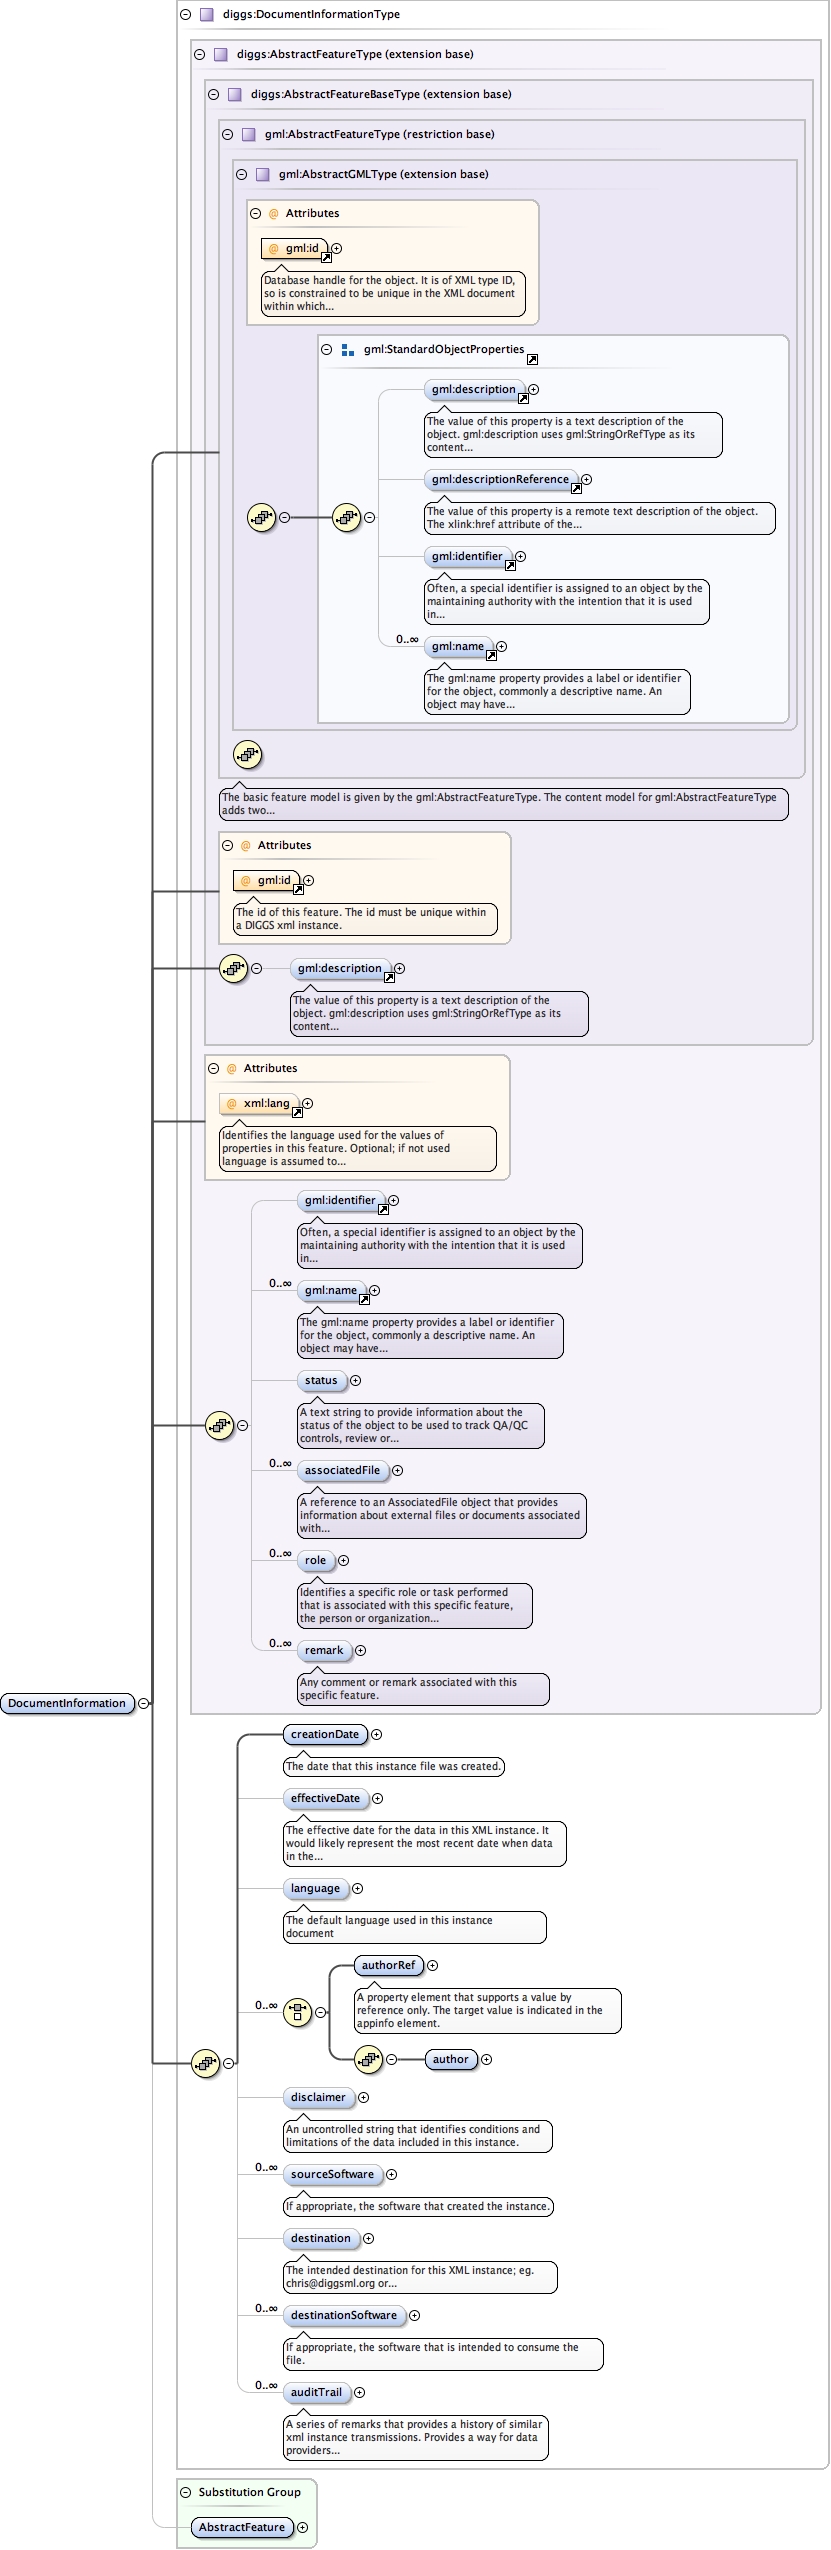 diggs:DocumentInformationType
diggs:AbstractFeatureType (extension base)
diggs:AbstractFeatureBaseType (extension base)
gml:AbstractFeatureType (restriction base)
gml:AbstractGMLType (extension base)
@ Attributes
@ gml:id
Database handle for the object. It is of XML type ID,
so is constrained to be unique in the XML document
within which...
gml:StandardObjectProperties
gml:description
The value of this property is a text description of the
object. gml:description uses gml:StringOrRefType as its
content...
gml:descriptionReference
The value of this property is a remote text description of the object.
The xlink:href attribute of the...
gml:identifier
Often, a special identifier is assigned to an object by the
maintaining authority with the intention that it is used
in...
0..∞ gml:name
The gml:name property provides a label or identifier
for the object, commonly a descriptive name. An
object may have...
The basic feature model is given by the gml:AbstractFeatureType. The content model for gml:AbstractFeatureType
adds two...
@ Attributes
@ gml:id
The id of this feature. The id must be unique within
a DIGGS xml instance.
gml:description
The value of this property is a text description of the
object. gml:description uses gml:StringOrRefType as its
content...
@ Attributes
@ xml:lang
Identifies the language used for the values of
properties in this feature. Optional; if not used
language is assumed to...
gml:identifier
Often, a special identifier is assigned to an object by the
maintaining authority with the intention that it is used
in...
0..∞ gml:name
The gml:name property provides a label or identifier
for the object, commonly a descriptive name. An
object may have...
status
A text string to provide information about the
status of the object to be used to track QA/QC
controls, review or...
0..∞ associatedFile
A reference to an AssociatedFile object that provides
information about external files or documents associated
with...
0..∞ role
Identifies a specific role or task performed
that is associated with this specific feature,
the person or organization...
0..∞ remark
Any comment or remark associated with this
specific feature.
DocumentInformation
creationDate
The date that this instance file was created.
effectiveDate
The effective date for the data in this XML instance. It
would likely represent the most recent date when data
in the...
language
The default language used in this instance
document
authorRef
A property element that supports a value by
reference only. The target value is indicated in the
appinfo element.
0..∞
author
disclaimer
An uncontrolled string that identifies conditions and
limitations of the data included in this instance.
0..∞ sourceSoftware
If appropriate, the software that created the instance.
destination
The intended destination for this XML instance; eg.
chris@diggsml.org or...
0..∞ destinationSoftware
If appropriate, the software that is intended to consume the
file.
0..∞ auditTrail
A series of remarks that provides a history of similar
xml instance transmissions. Provides a way for data
providers...
Substitution Group
AbstractFeature